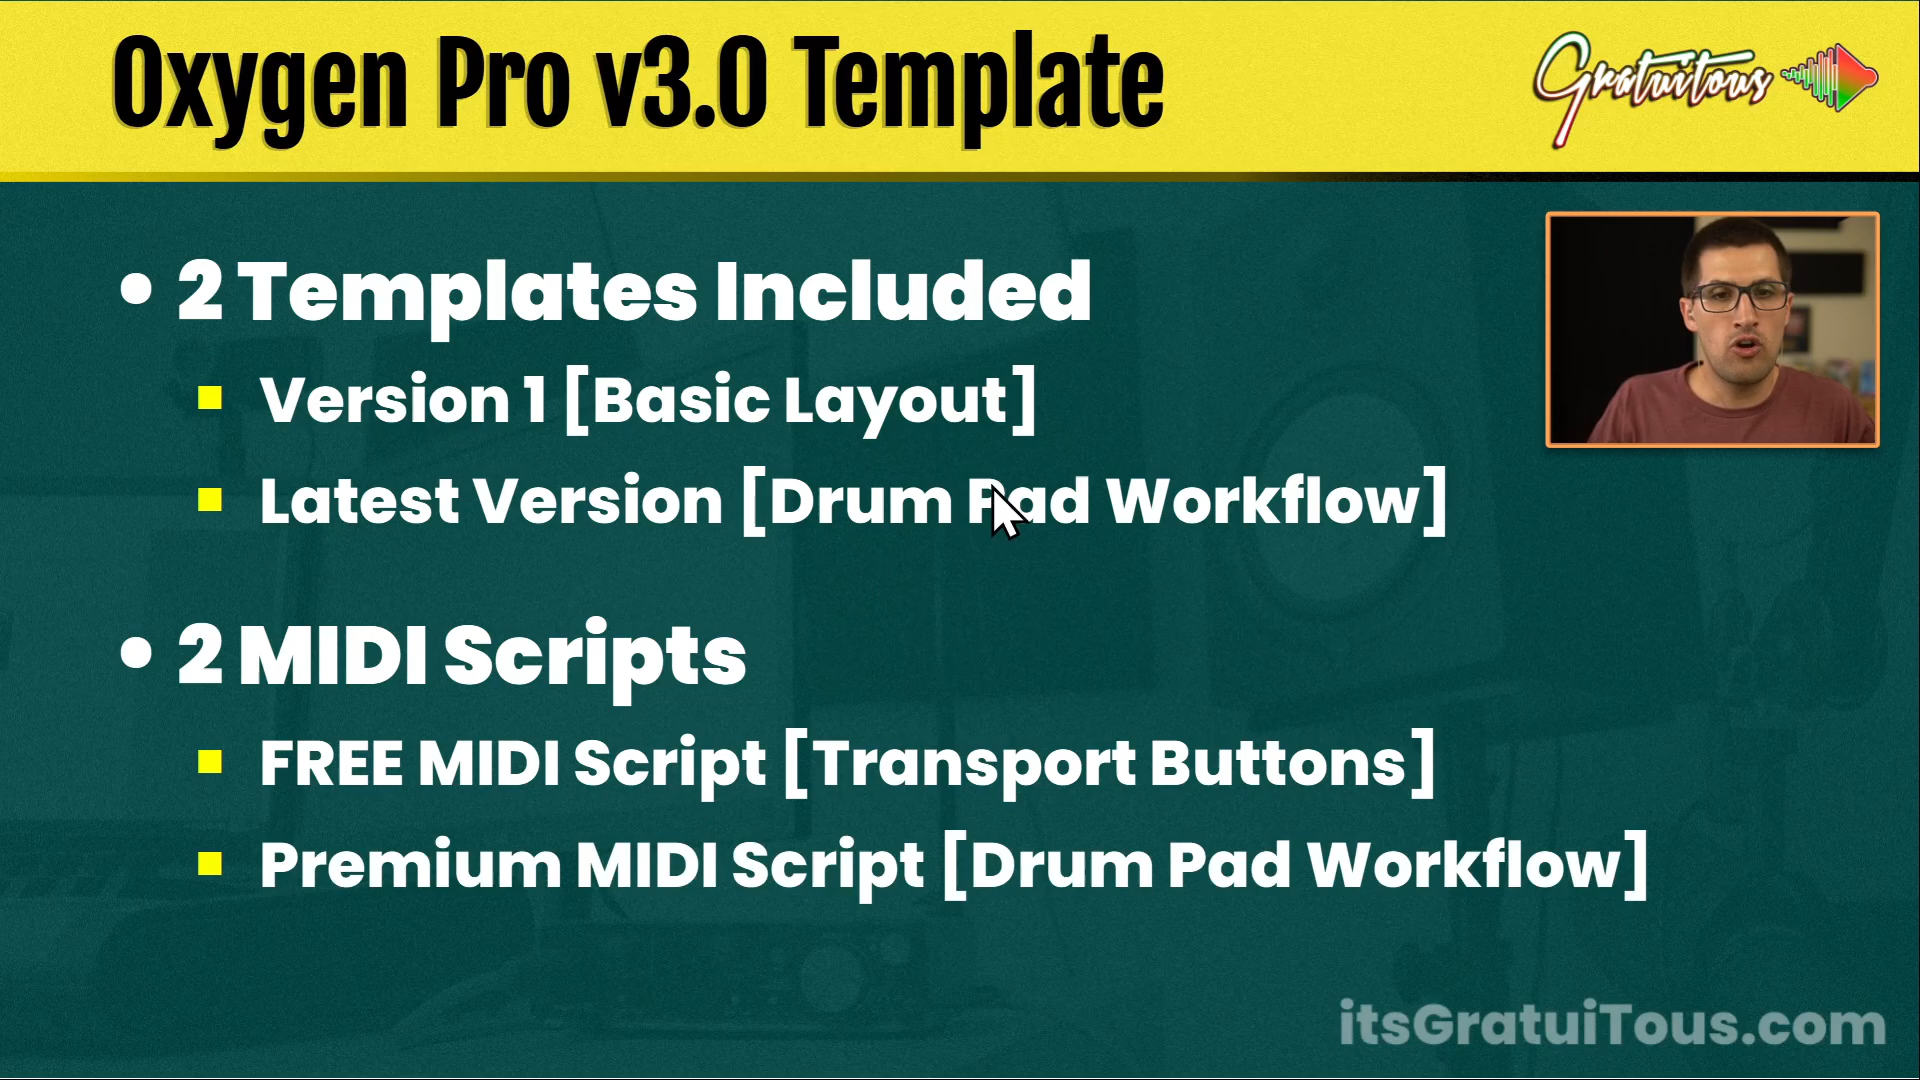 Oxygen Pro v3.0 Template
Gratuitous
• 2 Templates Included
Version 1 [Basic Layout]
Latest Version [Drum Pad Workflow]
• 2 MIDI Scripts
FREE MIDI Script [Transport Buttons]
Premium MIDI Script [Drum Pad Workflow]
itsGratuiTous.com